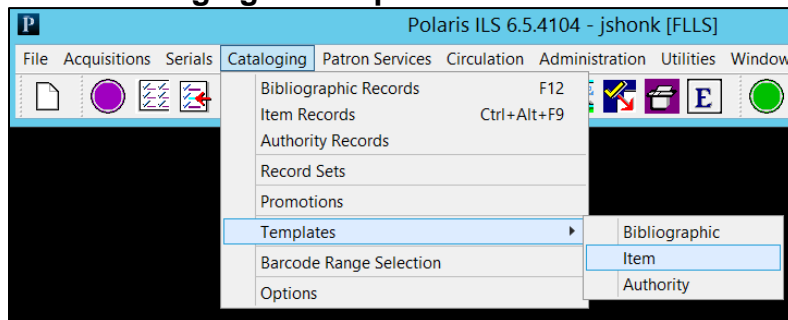 Polaris ILS 6.5.4104 - jshonk [FLLS]
File Acquisitions Serials Cataloging Patron Services Circulation Administration Utilities Window
E
Bibliographic Records F12
Item Records Ctrl+Alt+F9
Authority Records
Record Sets
Promotions
Templates
Bibliographic
Barcode Range Selection
Item
Options
Authority